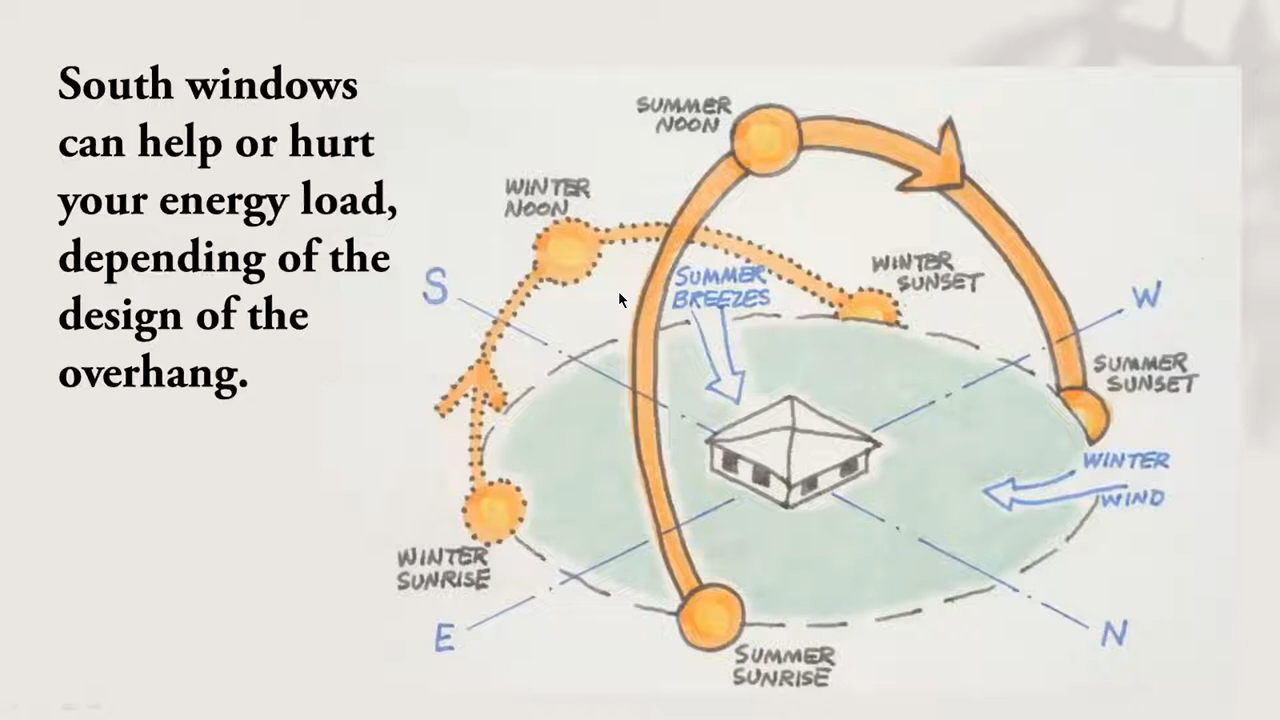 South windows
can help or hurt
your energy load,
depending of the
design of the
overhang.
SUMMER
NOON
WINTER
NOON
SUMMER
BREEZES
WINTER
SUNSET
S
W
SUMMER
SUNSET
WINTER
WIND
WINTER
SUNRISE
E
N
SUMMER
SUNRISE